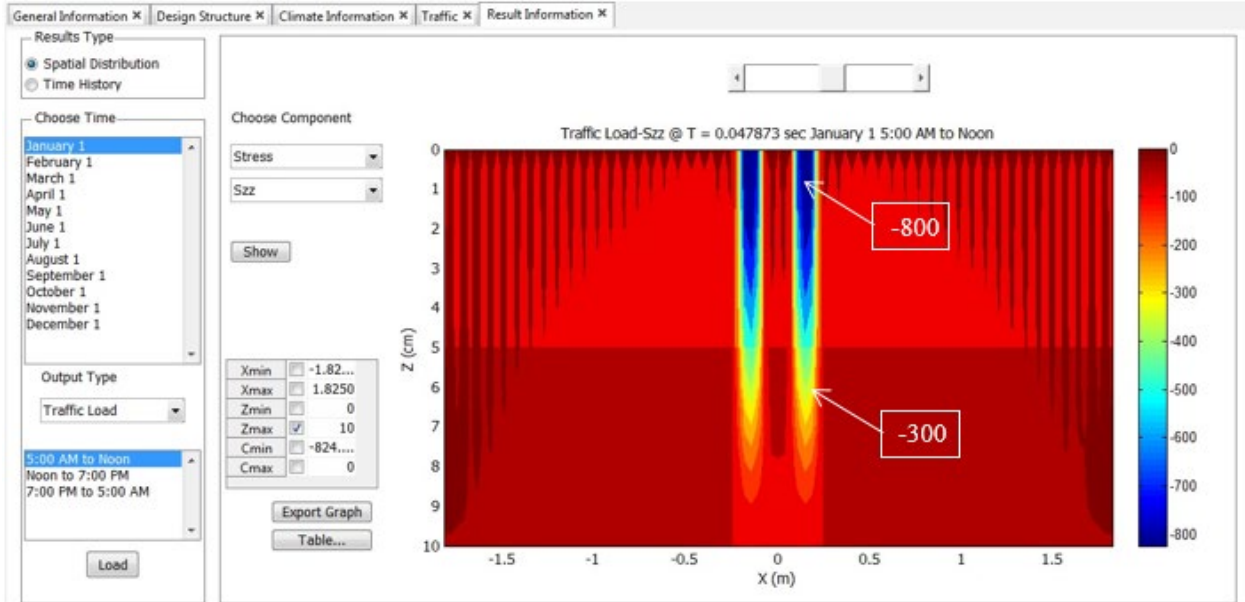 General Information ✖ Design Structure ✖ Climate Information ✖ Traffic ✖ Result Information ✖
Results Type
Spatial Distribution
Time History
Choose Time
January 1
February 1
March 1
April 1
May 1
June 1
July 1
August 1
September 1
October 1
November 1
December 1
Output Type
Traffic Load
5:00 AM to Noon
Noon to 7:00 PM
7:00 PM to 5:00 AM
Load
Choose Component
Stress
Szz
Show
Xmin -1.82...
Xmax 1.8250
Zmin 0
Zmax 10
Cmin -824....
Cmax 0
Export Graph
Table...
Traffic Load-Szz @ T = 0.047873 sec January 1 5:00 AM to Noon
Z (cm)
0
1
2
3
4
5
6
7
8
9
10
-1.5 -1 -0.5 0 0.5 1 1.5
X (m)
-800
-300
0
-100
-200
-300
-400
-500
-600
-700
-800